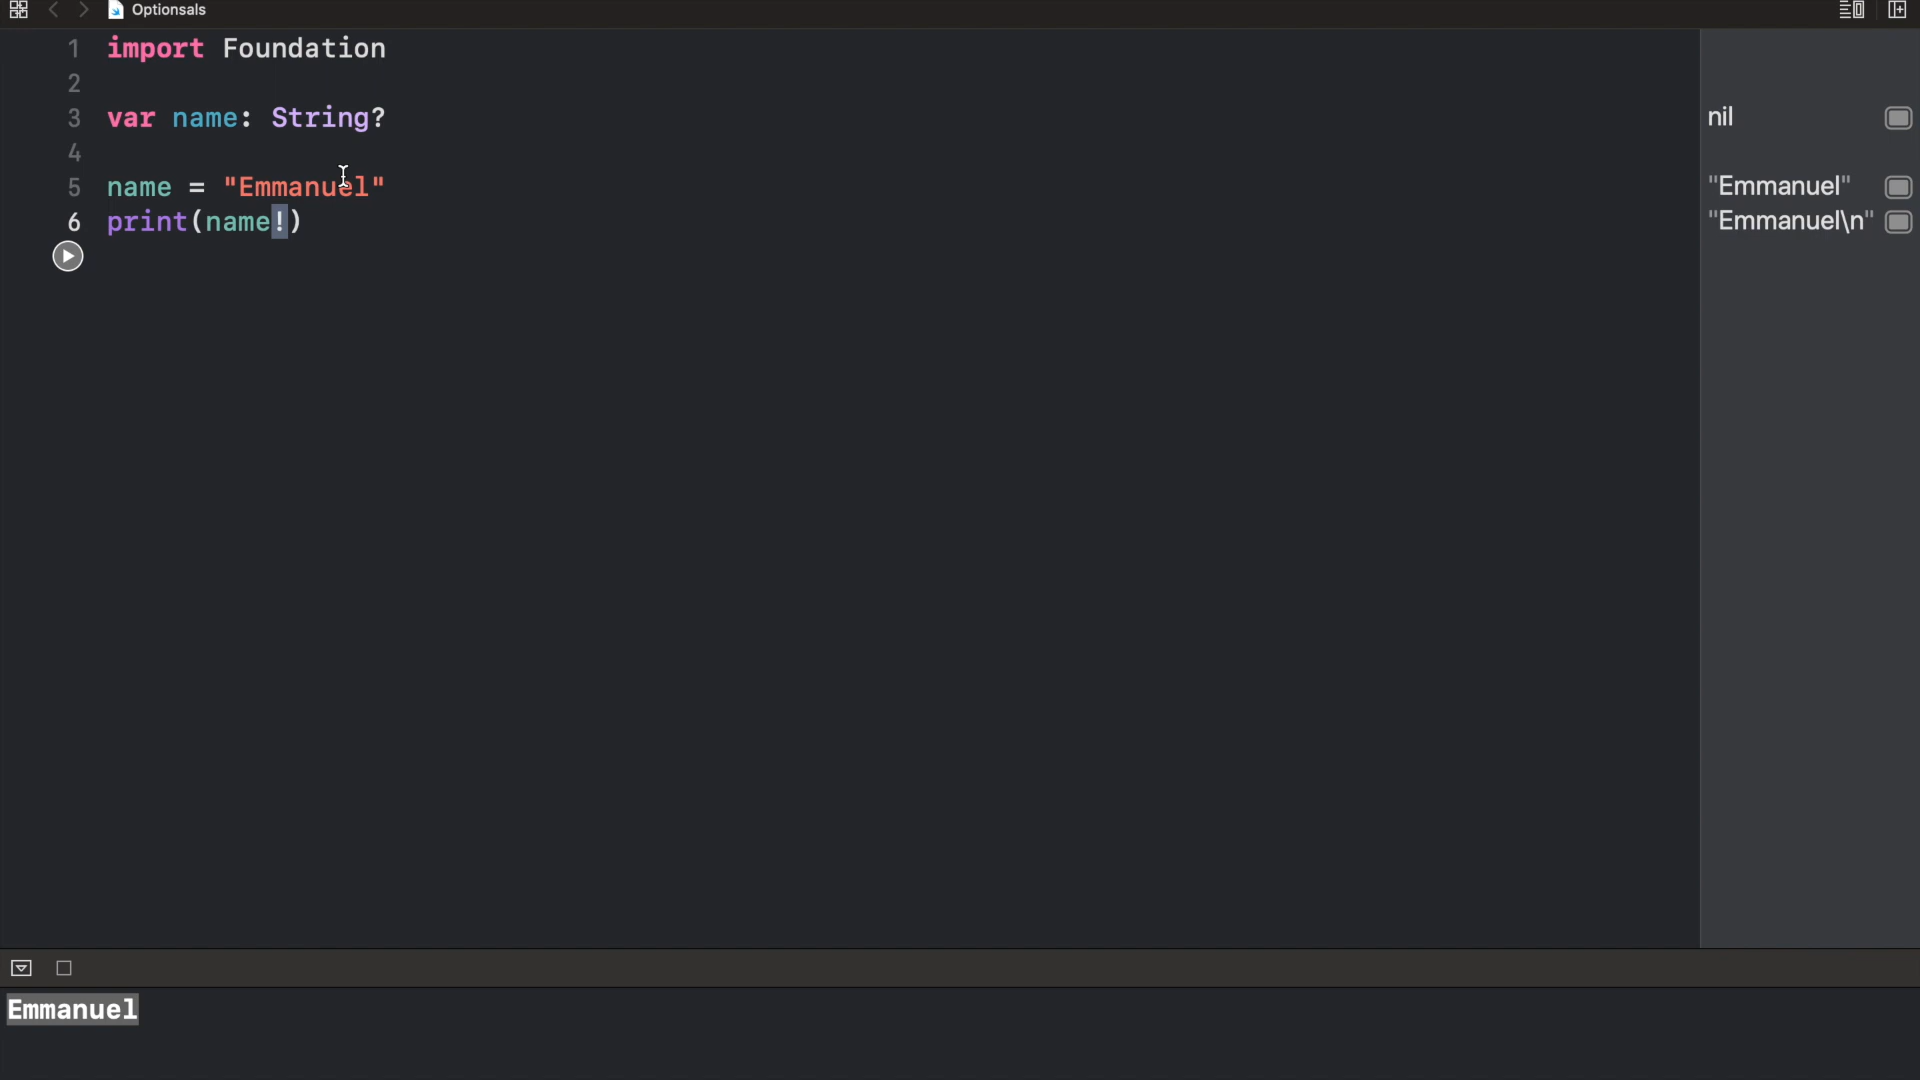 Optionsals
1 import Foundation
2
3 var name: String?
nil
4
5 name = "Emmanuel"
"Emmanuel"
6 print(name!)
"Emmanuel\n"
Emmanuel